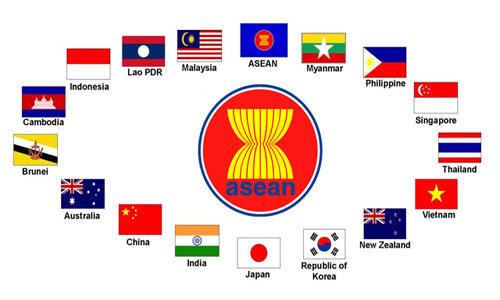 ASEAN
Malaysia
Myanmar
Lao PDR
Philippine
Indonesia
Singapore
Cambodia
Thailand
Brunei
asean
Australia
Vietnam
China
New Zealand
India
Japan
Republic of
Korea